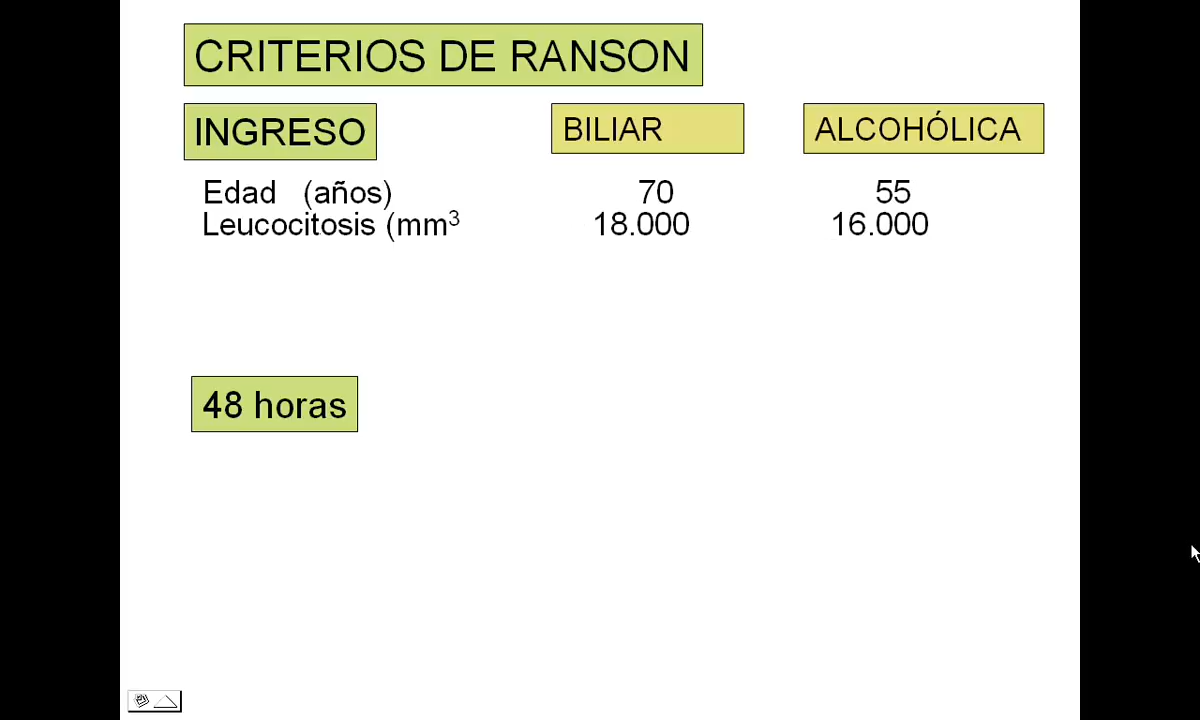 CRITERIOS DE RANSON
INGRESO BILIAR ALCOHÓLICA
Edad (años) 70 55
Leucocitosis (mm³ 18.000 16.000
48 horas